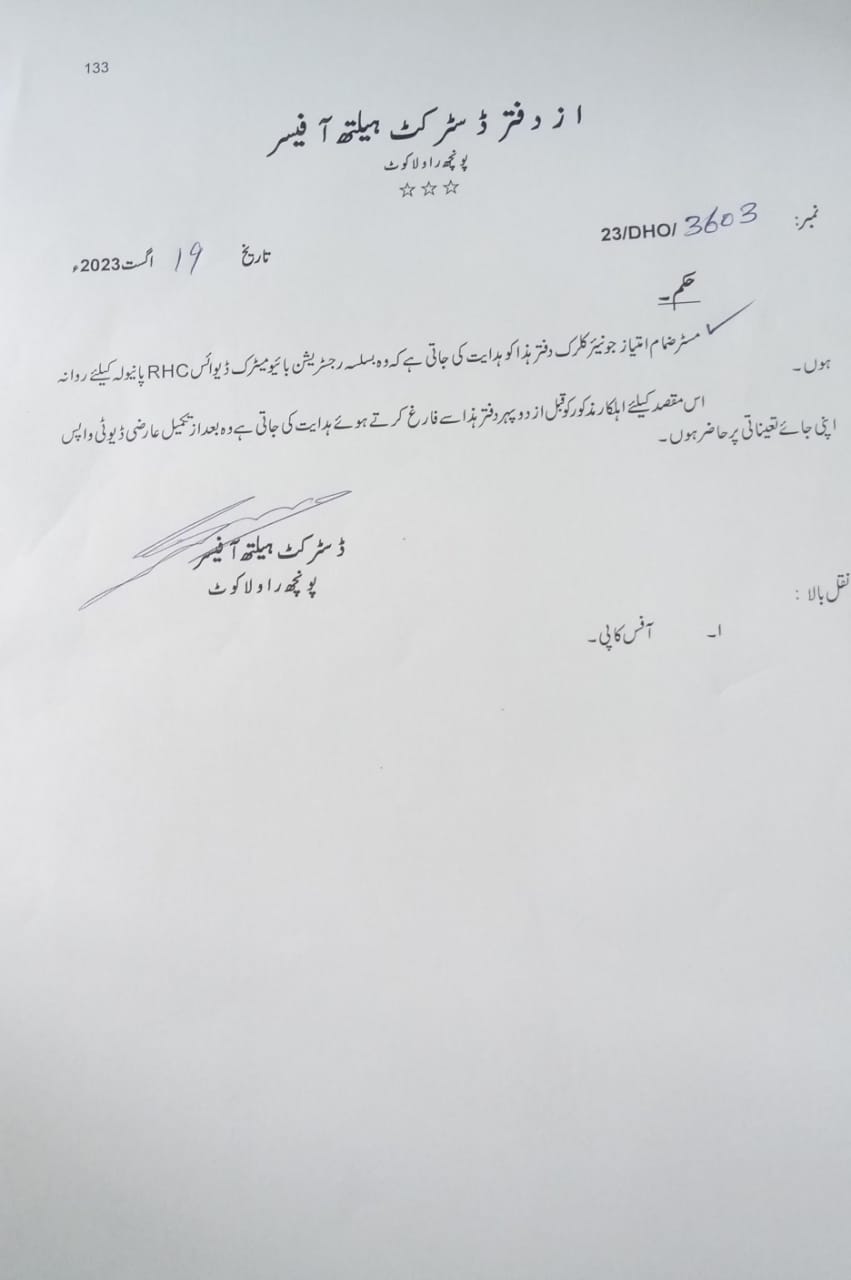 133
از دفتر ڈسٹرکٹ ہیلتھ آفیسر
پونچھ راولاکوٹ
☆☆☆
نمبر: 3603 /23/DHO
تاریخ 19 اگست 2023ء
حکم۔
مسٹر ضمام امتیاز جونیئر کلرک دفتر ہذا کو ہدایت کی جاتی ہے کہ وہ بسلسہ رجسٹریشن بائیومیٹرک ڈیوائس RHC پانیولہ کیلئے روانہ
ہوں۔
اس مقصد کیلئے اہلکار مذکور کو قبل از دوپہر دفتر ہذا سے فارغ کرتے ہوئے ہدایت کی جاتی ہے وہ بعد از تکمیل عارضی ڈیوٹی واپس
اپنی جائے تعیناتی پر حاضر ہوں۔
ڈسٹرکٹ ہیلتھ آفیسر
پونچھ راولاکوٹ
نقل بالا :
۱۔ آفس کاپی۔